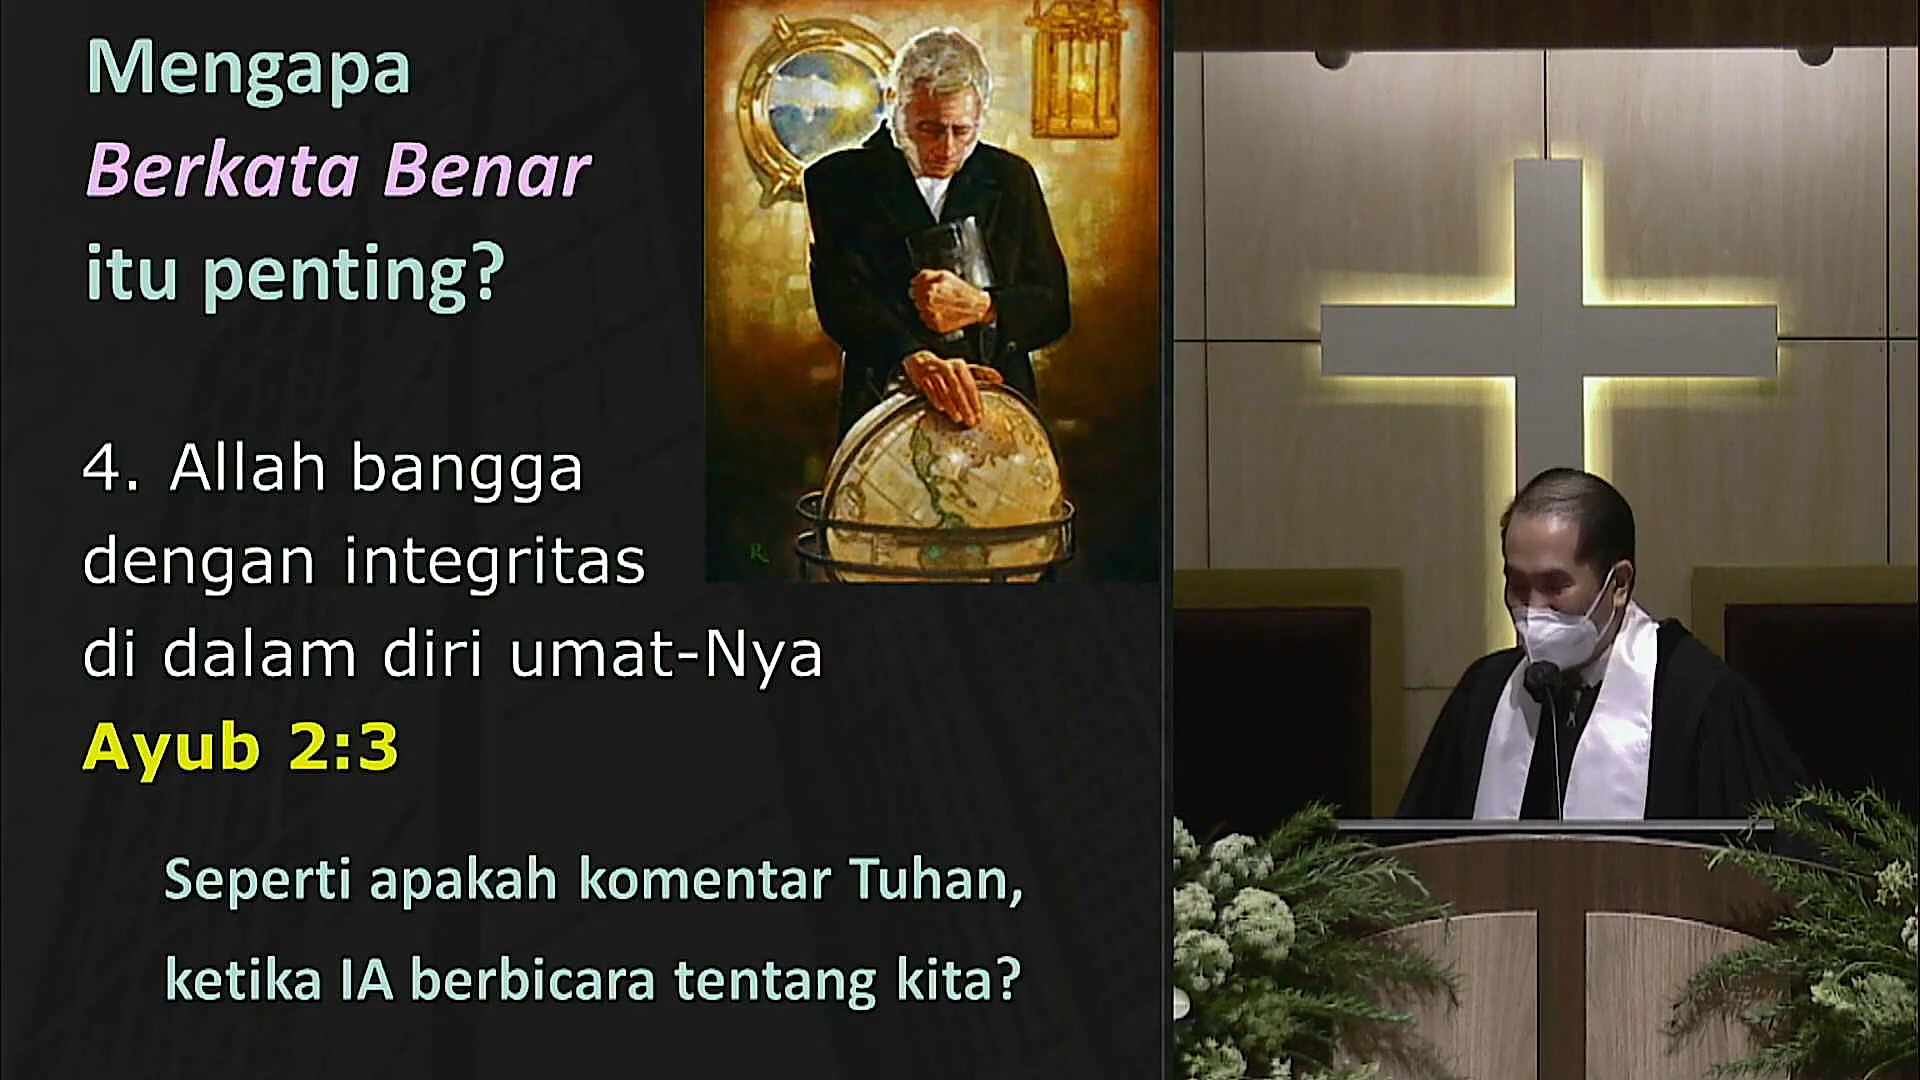 Mengapa
Berkata Benar
itu penting?
4. Allah bangga
dengan integritas
di dalam diri umat-Nya
Ayub 2:3
Seperti apakah komentar Tuhan,
ketika IA berbicara tentang kita?
R